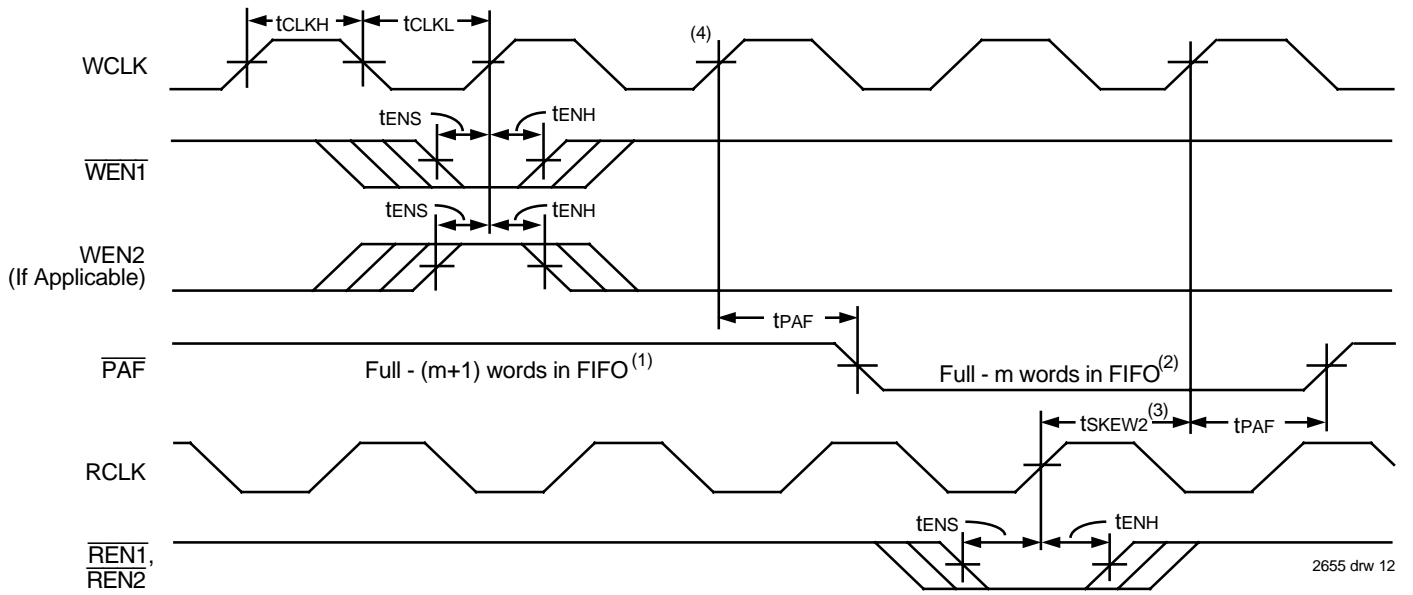 tCLKH
tCLKL
(4)
WCLK
tENS
tENH
WEN1
tENS
tENH
WEN2
(If Applicable)
tPAF
PAF
Full - (m+1) words in FIFO(1)
Full - m words in FIFO(2)
tSKEW2(3)
tPAF
RCLK
tENS
tENH
REN1,
REN2
2655 drw 12